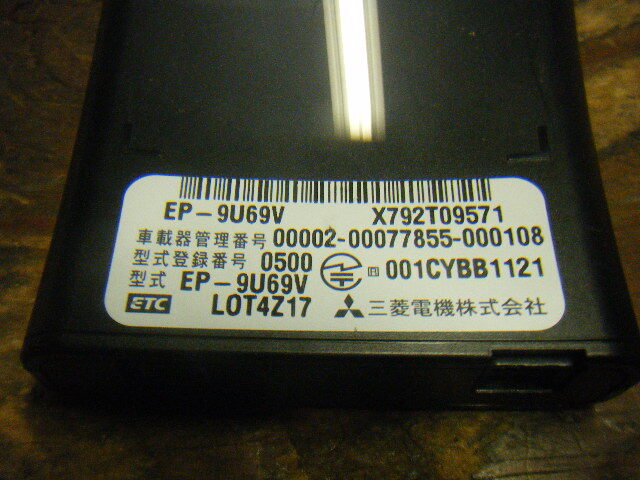 EP-9U69V X792T09571
車載器管理番号 00002-00077855-000108
型式登録番号 0500 001CYBB1121
型式 EP-9U69V
ETC LOT4Z17 三菱電機株式会社